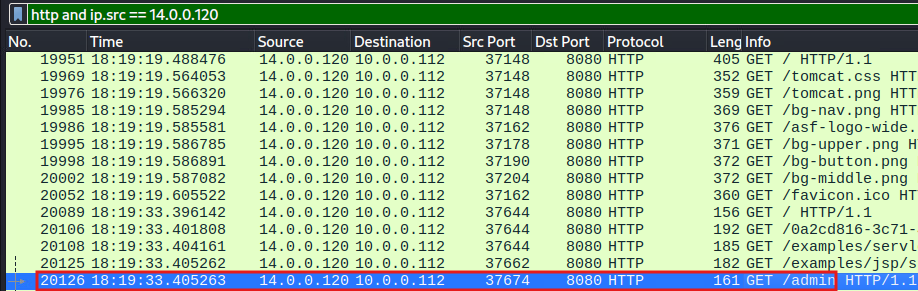 http and ip.src == 14.0.0.120
No. Time Source Destination Src Port Dst Port Protocol Leng Info
19951 18:19:19.488476 14.0.0.120 10.0.0.112 37148 8080 HTTP 405 GET / HTTP/1.1
19969 18:19:19.564053 14.0.0.120 10.0.0.112 37148 8080 HTTP 352 GET /tomcat.css HTT
19976 18:19:19.566320 14.0.0.120 10.0.0.112 37148 8080 HTTP 359 GET /tomcat.png HTT
19985 18:19:19.585294 14.0.0.120 10.0.0.112 37148 8080 HTTP 369 GET /bg-nav.png HTT
19986 18:19:19.585581 14.0.0.120 10.0.0.112 37162 8080 HTTP 376 GET /asf-logo-wide.
19995 18:19:19.586785 14.0.0.120 10.0.0.112 37178 8080 HTTP 371 GET /bg-upper.png H
19998 18:19:19.586891 14.0.0.120 10.0.0.112 37190 8080 HTTP 372 GET /bg-button.png
20002 18:19:19.587082 14.0.0.120 10.0.0.112 37204 8080 HTTP 372 GET /bg-middle.png
20052 18:19:19.605522 14.0.0.120 10.0.0.112 37162 8080 HTTP 360 GET /favicon.ico HT
20089 18:19:33.396142 14.0.0.120 10.0.0.112 37644 8080 HTTP 156 GET / HTTP/1.1
20106 18:19:33.401808 14.0.0.120 10.0.0.112 37644 8080 HTTP 192 GET /0a2cd816-3c71-
20108 18:19:33.404161 14.0.0.120 10.0.0.112 37644 8080 HTTP 185 GET /examples/servl
20125 18:19:33.405262 14.0.0.120 10.0.0.112 37662 8080 HTTP 182 GET /examples/jsp/s
20126 18:19:33.405263 14.0.0.120 10.0.0.112 37674 8080 HTTP 161 GET /admin HTTP/1.1